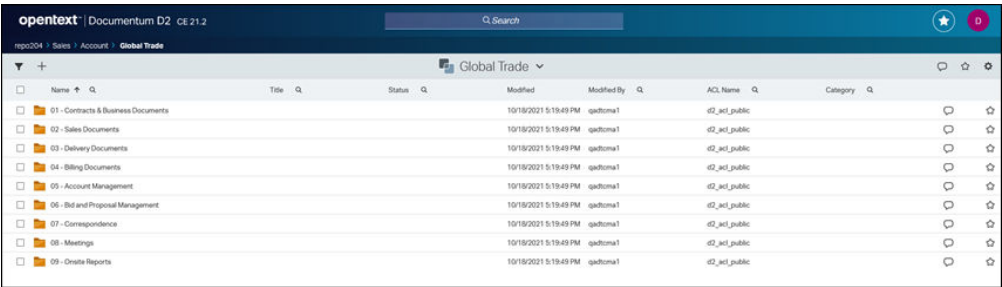 opentext™ | Documentum D2 CE 21.2
Search
D
repo204 > Sales > Account > Global Trade
Global Trade
Name Title Status Modified Modified By ACL Name Category
01 - Contracts & Business Documents 10/18/2021 5:19:49 PM qadtcma1 d2_acl_public
02 - Sales Documents 10/18/2021 5:19:49 PM qadtcma1 d2_acl_public
03 - Delivery Documents 10/18/2021 5:19:49 PM qadtcma1 d2_acl_public
04 - Billing Documents 10/18/2021 5:19:49 PM qadtcma1 d2_acl_public
05 - Account Management 10/18/2021 5:19:49 PM qadtcma1 d2_acl_public
06 - Bid and Proposal Management 10/18/2021 5:19:49 PM qadtcma1 d2_acl_public
07 - Correspondence 10/18/2021 5:19:49 PM qadtcma1 d2_acl_public
08 - Meetings 10/18/2021 5:19:49 PM qadtcma1 d2_acl_public
09 - Onsite Reports 10/18/2021 5:19:49 PM qadtcma1 d2_acl_public